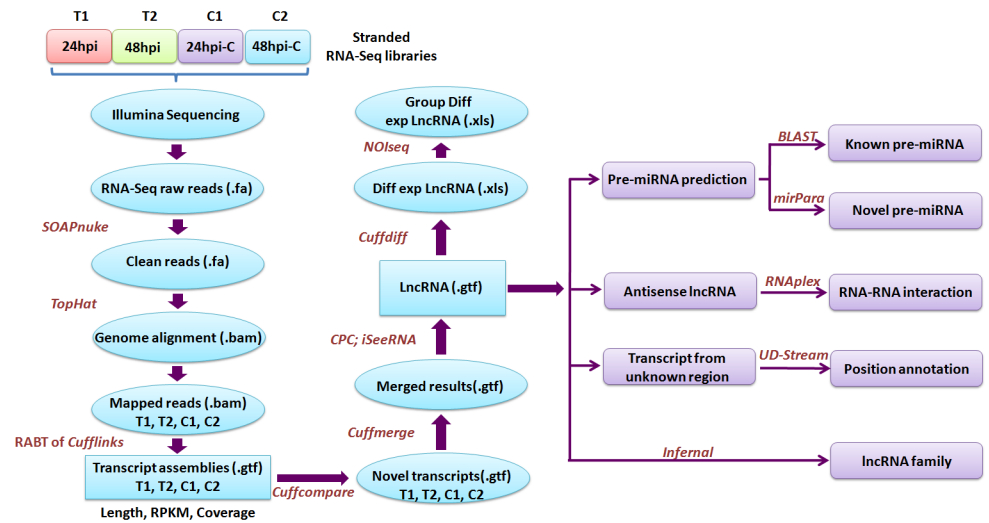 T1 T2 C1 C2
24hpi 48hpi 24hpi-C 48hpi-C
Stranded
RNA-Seq libraries
Illumina Sequencing
RNA-Seq raw reads (.fa)
SOAPnuke
Clean reads (.fa)
TopHat
Genome alignment (.bam)
Mapped reads (.bam)
T1, T2, C1, C2
RABT of Cufflinks
Transcript assemblies (.gtf)
T1, T2, C1, C2
Length, RPKM, Coverage
Cuffcompare
Novel transcripts(.gtf)
T1, T2, C1, C2
Cuffmerge
Merged results(.gtf)
CPC; iSeeRNA
LncRNA (.gtf)
Cuffdiff
Diff exp LncRNA (.xls)
NOIseq
Group Diff
exp LncRNA (.xls)
Pre-miRNA prediction
BLAST
Known pre-miRNA
mirPara
Novel pre-miRNA
Antisense lncRNA
RNAplex
RNA-RNA interaction
Transcript from
unknown region
UD-Stream
Position annotation
Infernal
lncRNA family